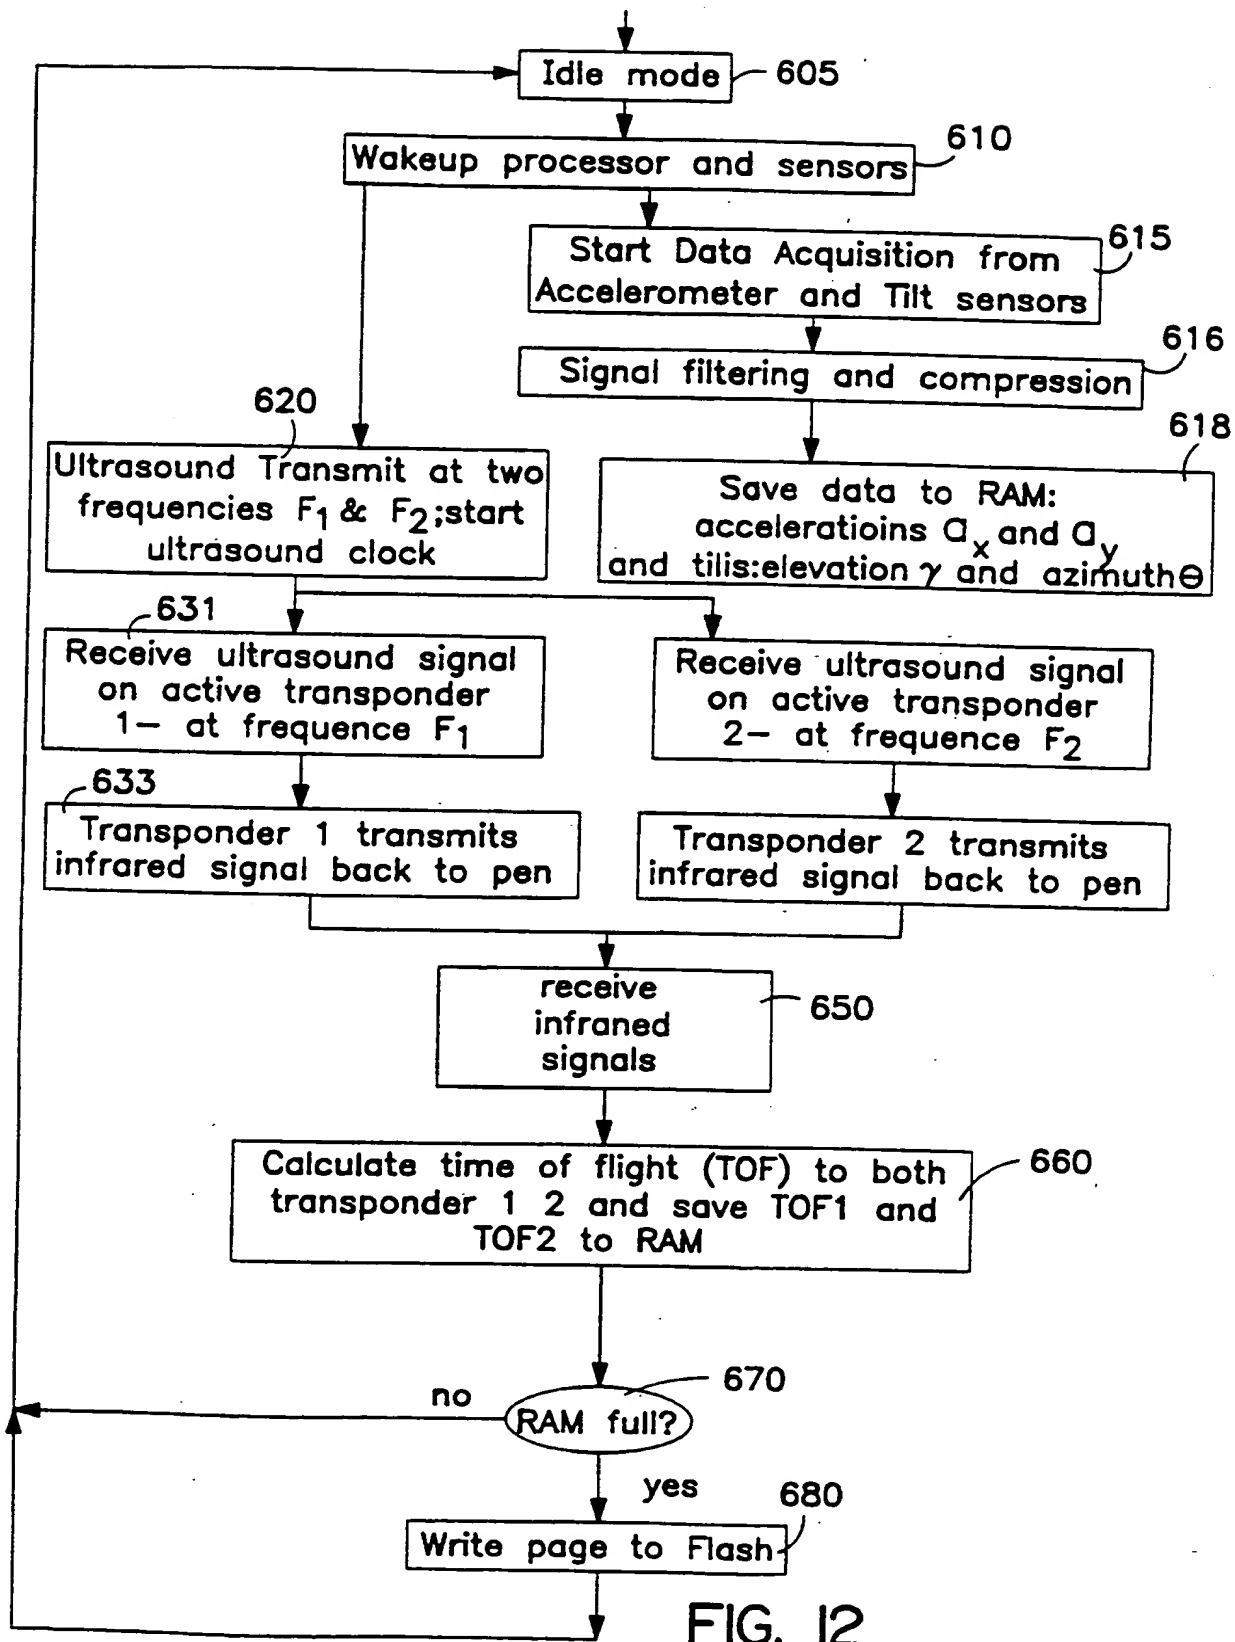 Idle mode
605
Wakeup processor and sensors
610
Start Data Acquisition from
Accelerometer and Tilt sensors
615
Signal filtering and compression
616
620
Ultrasound Transmit at two
frequencies F1 & F2;start
ultrasound clock
618
Save data to RAM:
acceleratioins ax and ay
and tilis:elevation γ and azimuthΘ
631
Receive ultrasound signal
on active transponder
1– at frequence F1
Receive ultrasound signal
on active transponder
2– at frequence F2
633
Transponder 1 transmits
infrared signal back to pen
Transponder 2 transmits
infrared signal back to pen
receive
infraned
signals
650
Calculate time of flight (TOF) to both
transponder 1 2 and save TOF1 and
TOF2 to RAM
660
670
no
RAM full?
yes
680
Write page to Flash
FIG. 12